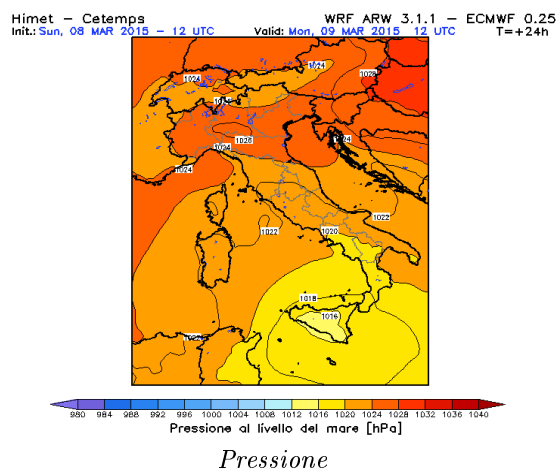 Himet – Cetemps WRF ARW 3.1.1 – ECMWF 0.25
Init.: Sun, 08 MAR 2015 – 12 UTC Valid: Mon, 09 MAR 2015 12 UTC T=+24h
1024
1028
1024
1026
1024
1024
1024
1022
1022
1020
1018
1016
980 984 988 992 996 1000 1004 1008 1012 1016 1020 1024 1028 1032 1036 1040
Pressione al livello del mare [hPa]
Pressione